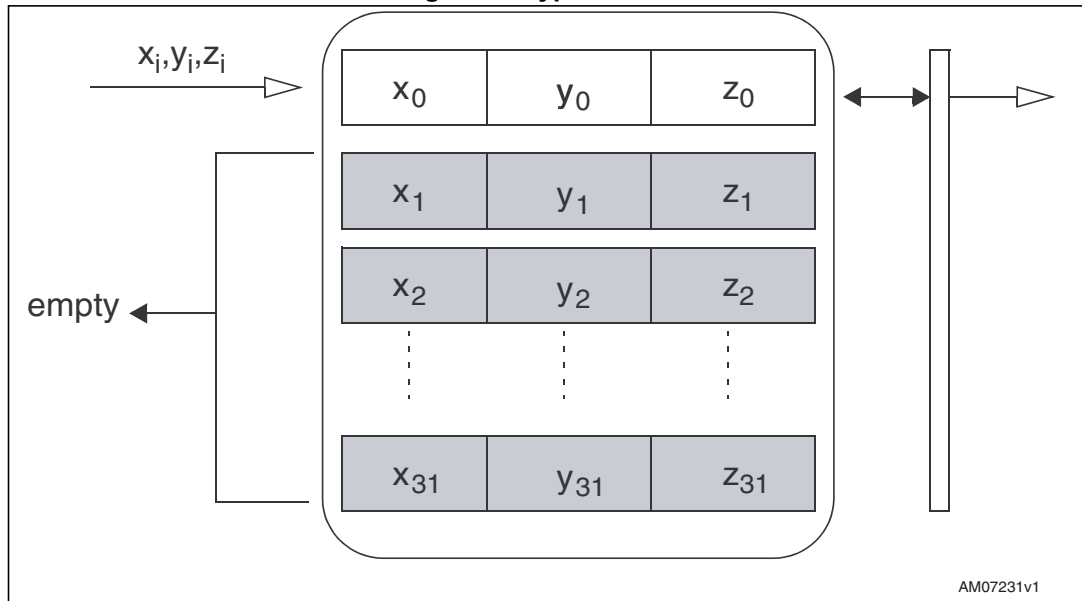 xᵢ,yᵢ,zᵢ
x₀ y₀ z₀
x₁ y₁ z₁
x₂ y₂ z₂
empty
x₃₁ y₃₁ z₃₁
AM07231v1